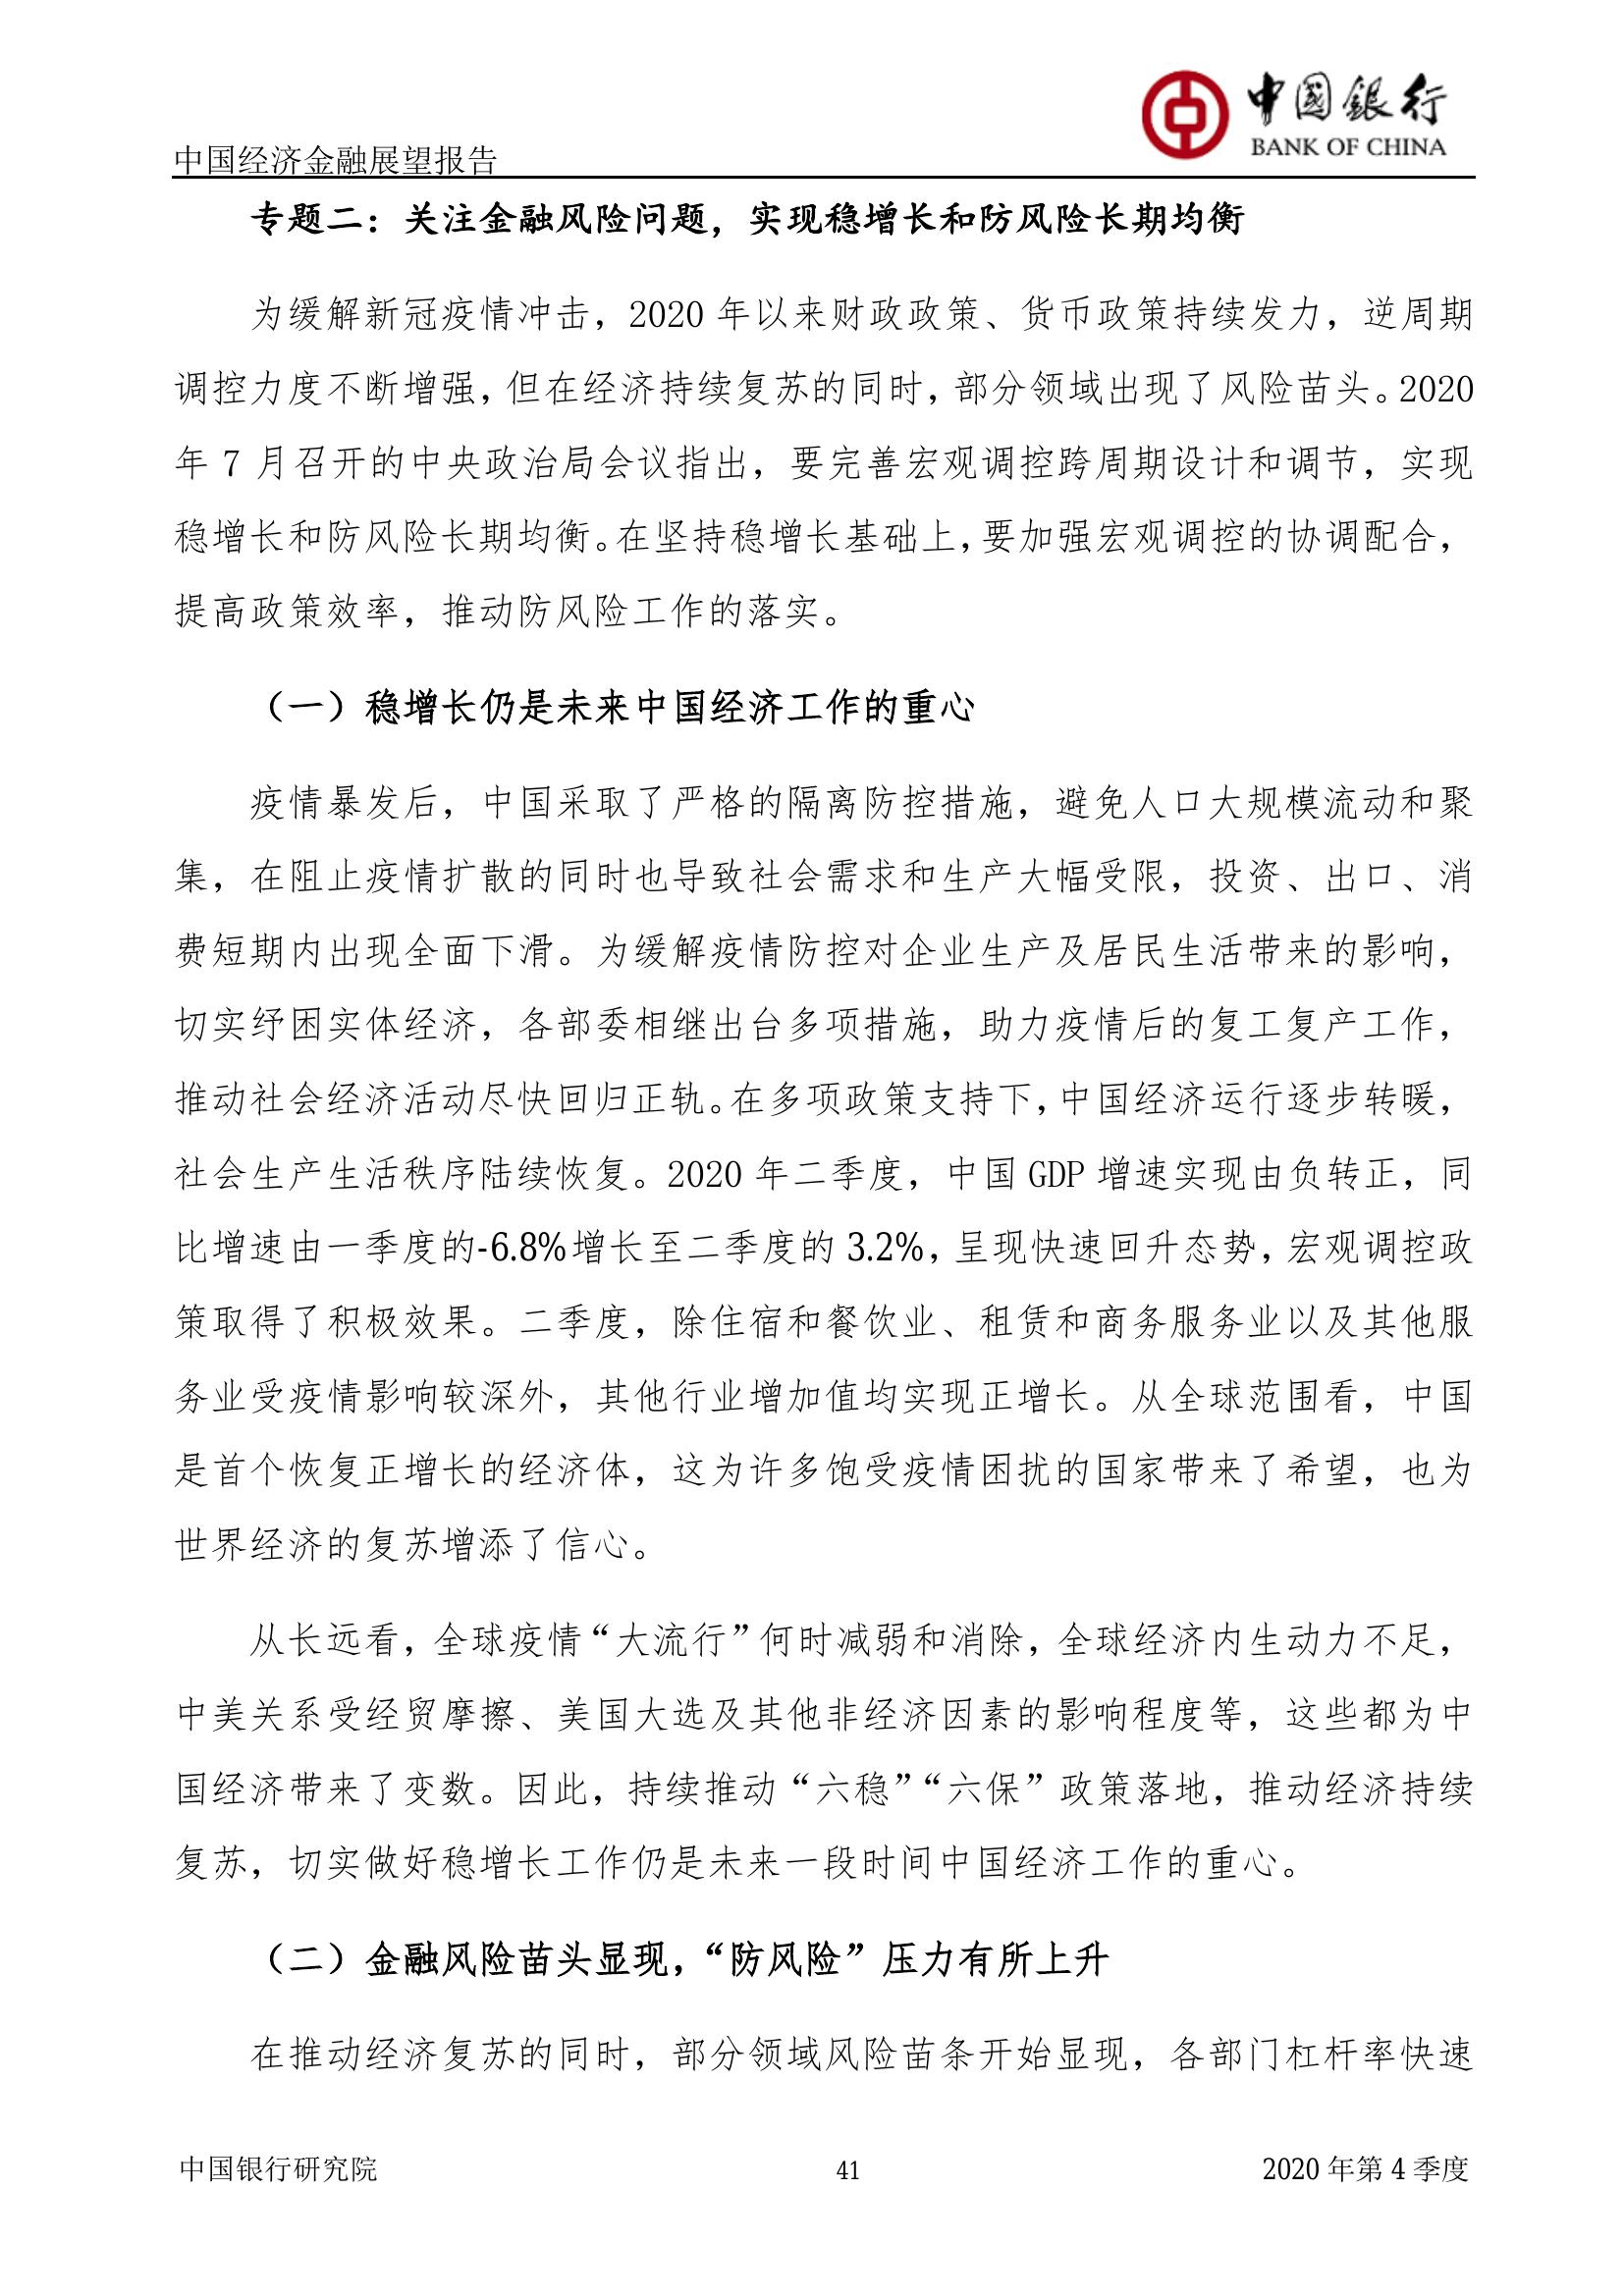 中國銀行
BANK OF CHINA
中国经济金融展望报告
专题二：关注金融风险问题，实现稳增长和防风险长期均衡
为缓解新冠疫情冲击，2020 年以来财政政策、货币政策持续发力，逆周期
调控力度不断增强，但在经济持续复苏的同时，部分领域出现了风险苗头。2020
年 7 月召开的中央政治局会议指出，要完善宏观调控跨周期设计和调节，实现
稳增长和防风险长期均衡。在坚持稳增长基础上，要加强宏观调控的协调配合，
提高政策效率，推动防风险工作的落实。
（一）稳增长仍是未来中国经济工作的重心
疫情暴发后，中国采取了严格的隔离防控措施，避免人口大规模流动和聚
集，在阻止疫情扩散的同时也导致社会需求和生产大幅受限，投资、出口、消
费短期内出现全面下滑。为缓解疫情防控对企业生产及居民生活带来的影响，
切实纾困实体经济，各部委相继出台多项措施，助力疫情后的复工复产工作，
推动社会经济活动尽快回归正轨。在多项政策支持下，中国经济运行逐步转暖，
社会生产生活秩序陆续恢复。2020 年二季度，中国 GDP 增速实现由负转正，同
比增速由一季度的-6.8%增长至二季度的 3.2%，呈现快速回升态势，宏观调控政
策取得了积极效果。二季度，除住宿和餐饮业、租赁和商务服务业以及其他服
务业受疫情影响较深外，其他行业增加值均实现正增长。从全球范围看，中国
是首个恢复正增长的经济体，这为许多饱受疫情困扰的国家带来了希望，也为
世界经济的复苏增添了信心。
从长远看，全球疫情“大流行”何时减弱和消除，全球经济内生动力不足，
中美关系受经贸摩擦、美国大选及其他非经济因素的影响程度等，这些都为中
国经济带来了变数。因此，持续推动“六稳”“六保”政策落地，推动经济持续
复苏，切实做好稳增长工作仍是未来一段时间中国经济工作的重心。
（二）金融风险苗头显现，“防风险”压力有所上升
在推动经济复苏的同时，部分领域风险苗条开始显现，各部门杠杆率快速
中国银行研究院 41 2020 年第 4 季度